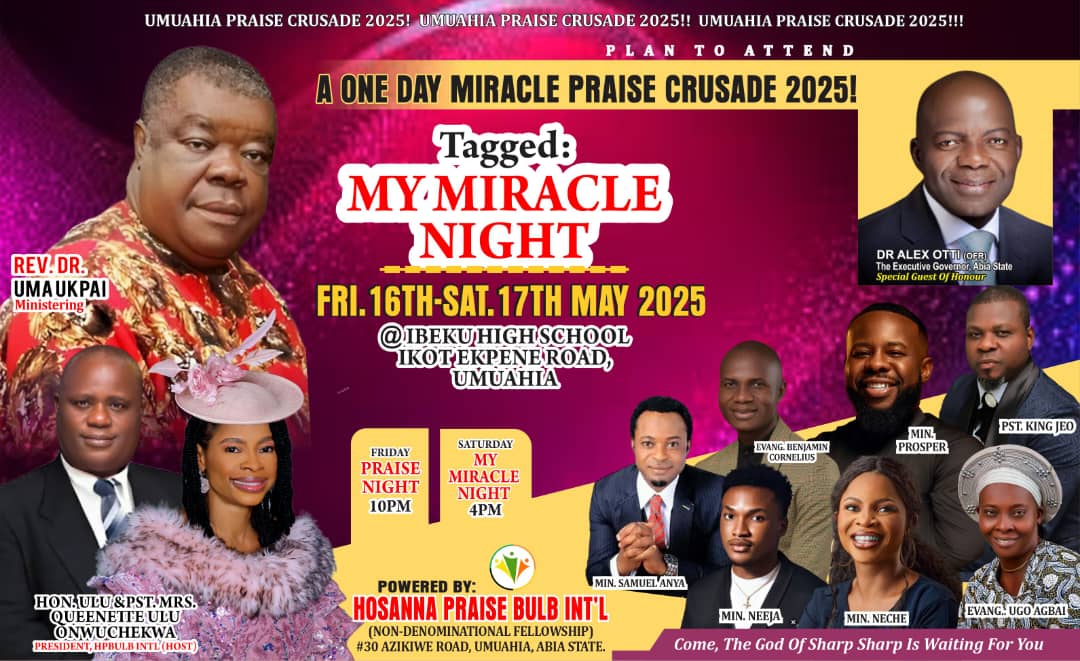 UMUAHIA PRAISE CRUSADE 2025! UMUAHIA PRAISE CRUSADE 2025!! UMUAHIA PRAISE CRUSADE 2025!!!
PLAN TO ATTEND
A ONE DAY MIRACLE PRAISE CRUSADE 2025!
Tagged:
MY MIRACLE
NIGHT
FRI.16TH-SAT.17TH MAY 2025
@ IBEKU HIGH SCHOOL
IKOT EKPENE ROAD,
UMUAHIA
REV. DR.
UMA UKPAI
Ministering
DR ALEX OTTI (OFR)
The Executive Governor, Abia State
Special Guest Of Honour
HON. ULU & PST. MRS.
QUEENETH E ULU
ONWUCHEKWA
PRESIDENT, HPBULB INT'L (HOST)
FRIDAY
PRAISE
NIGHT
10PM
SATURDAY
MY
MIRACLE
NIGHT
4PM
EVANG. BENJAMIN
CORNELIUS
MIN.
PROSPER
PST. KING JEO
MIN. SAMUEL ANYA
MIN. NEEJA
MIN. NECHE
EVANG.. UGO AGBAI
POWERED BY:
HOSANNA PRAISE BULB INT'L
(NON-DENOMINATIONAL FELLOWSHIP)
#30 AZIKIWE ROAD, UMUAHIA, ABIA STATE.
Come, The God Of Sharp Sharp Is Waiting For You